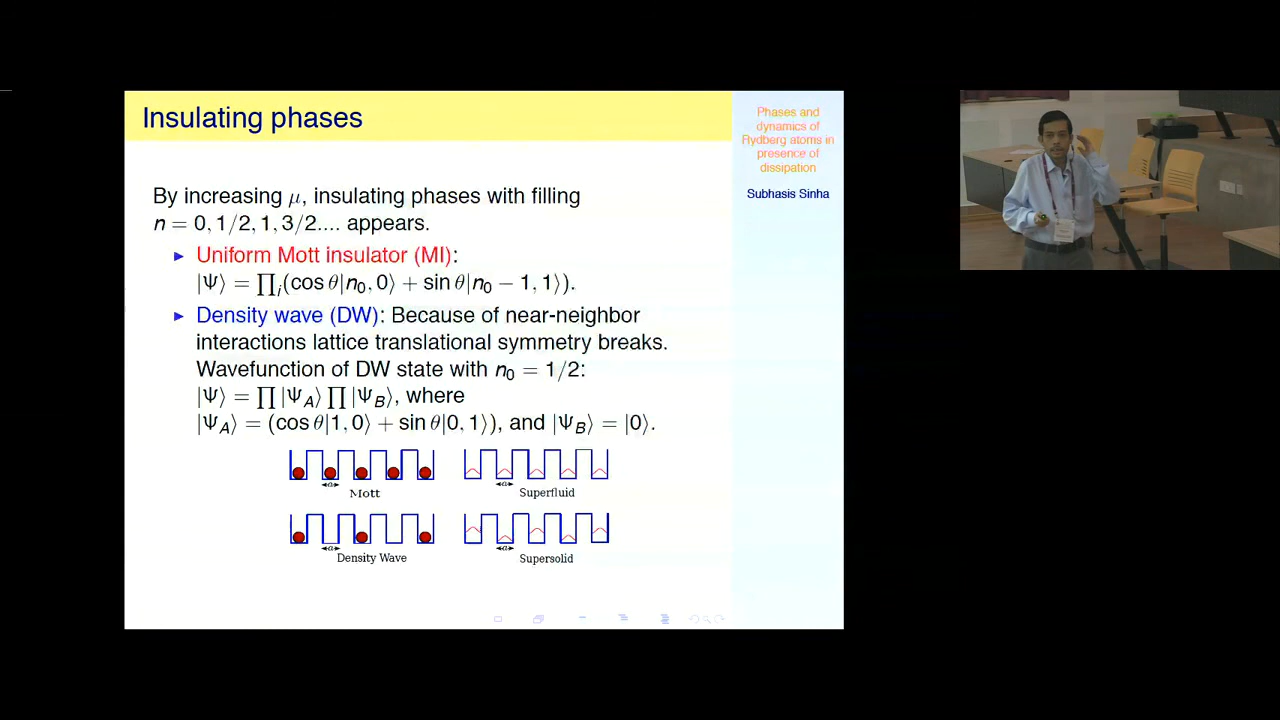 Insulating phases
By increasing μ, insulating phases with filling
n = 0, 1/2, 1, 3/2.... appears.
Uniform Mott insulator (MI):
|Ψ⟩ = ∏ᵢ(cos θ|n₀, 0⟩ + sin θ|n₀ − 1, 1⟩).
Density wave (DW): Because of near-neighbor
interactions lattice translational symmetry breaks.
Wavefunction of DW state with n₀ = 1/2:
|Ψ⟩ = ∏ |Ψ_A⟩ ∏ |Ψ_B⟩, where
|Ψ_A⟩ = (cos θ|1, 0⟩ + sin θ|0, 1⟩), and |Ψ_B⟩ = |0⟩.
a
Mott
a
Superfluid
a
Density Wave
a
Supersolid
Phases and
dynamics of
Rydberg atoms in
presence of
dissipation
Subhasis Sinha